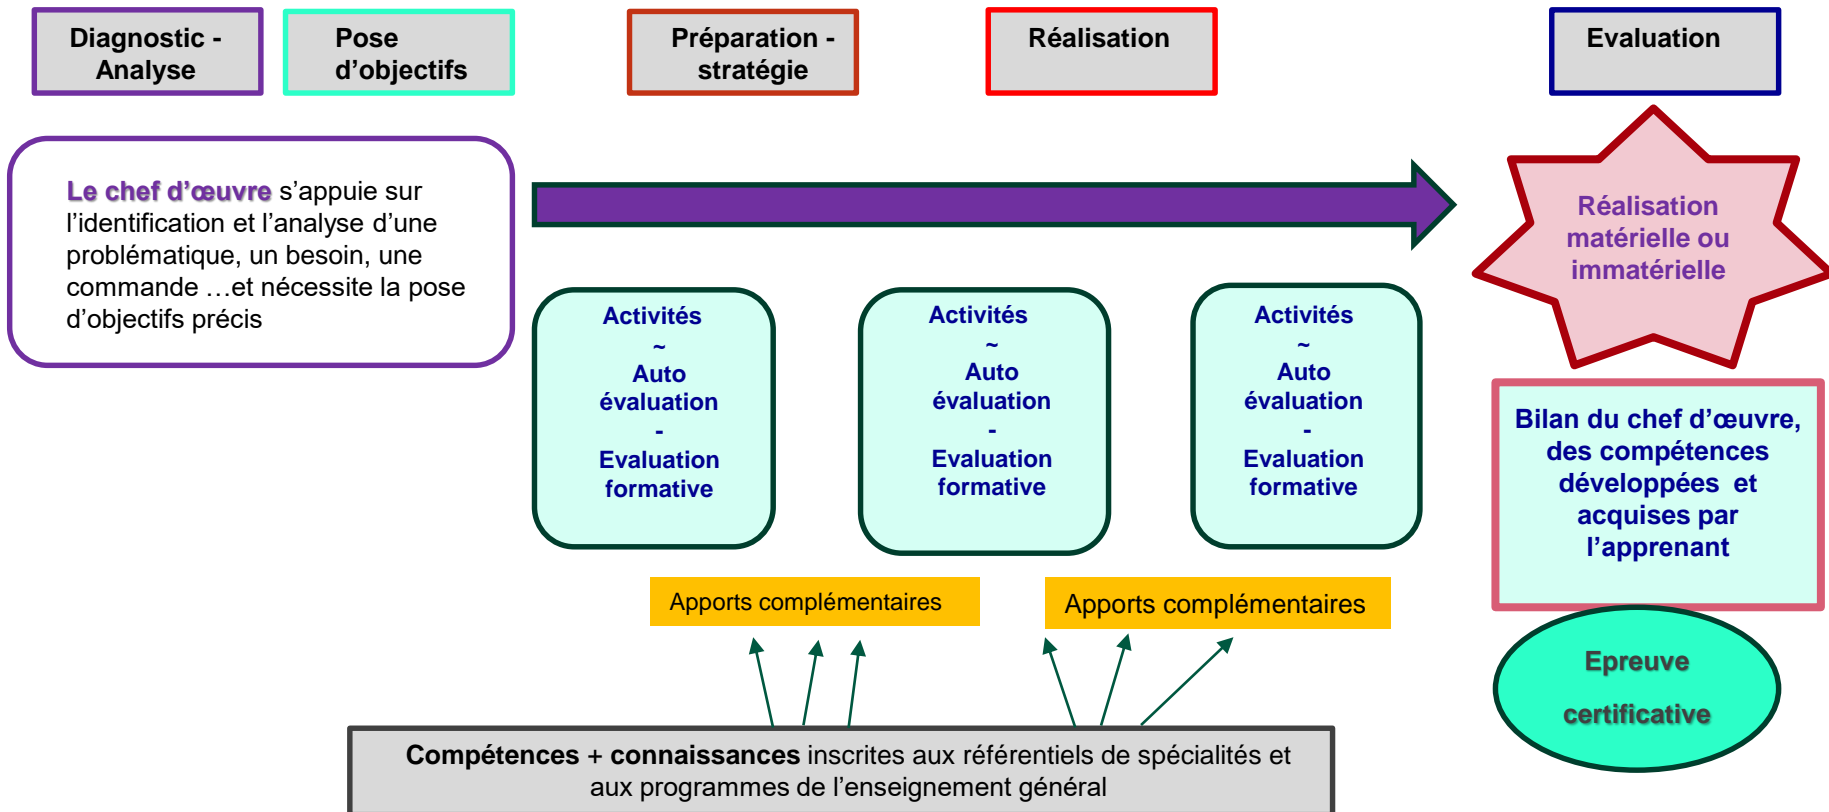 Diagnostic -
Analyse
Pose
d’objectifs
Préparation -
stratégie
Réalisation
Evaluation
Le chef d’œuvre s’appuie sur
l’identification et l’analyse d’une
problématique, un besoin, une
commande …et nécessite la pose
d’objectifs précis
Réalisation
matérielle ou
immatérielle
Activités
~
Auto
évaluation
-
Evaluation
formative
Activités
~
Auto
évaluation
-
Evaluation
formative
Activités
~
Auto
évaluation
-
Evaluation
formative
Bilan du chef d’œuvre,
des compétences
développées et
acquises par
l’apprenant
Apports complémentaires
Apports complémentaires
Epreuve
certificative
Compétences + connaissances inscrites aux référentiels de spécialités et
aux programmes de l’enseignement général